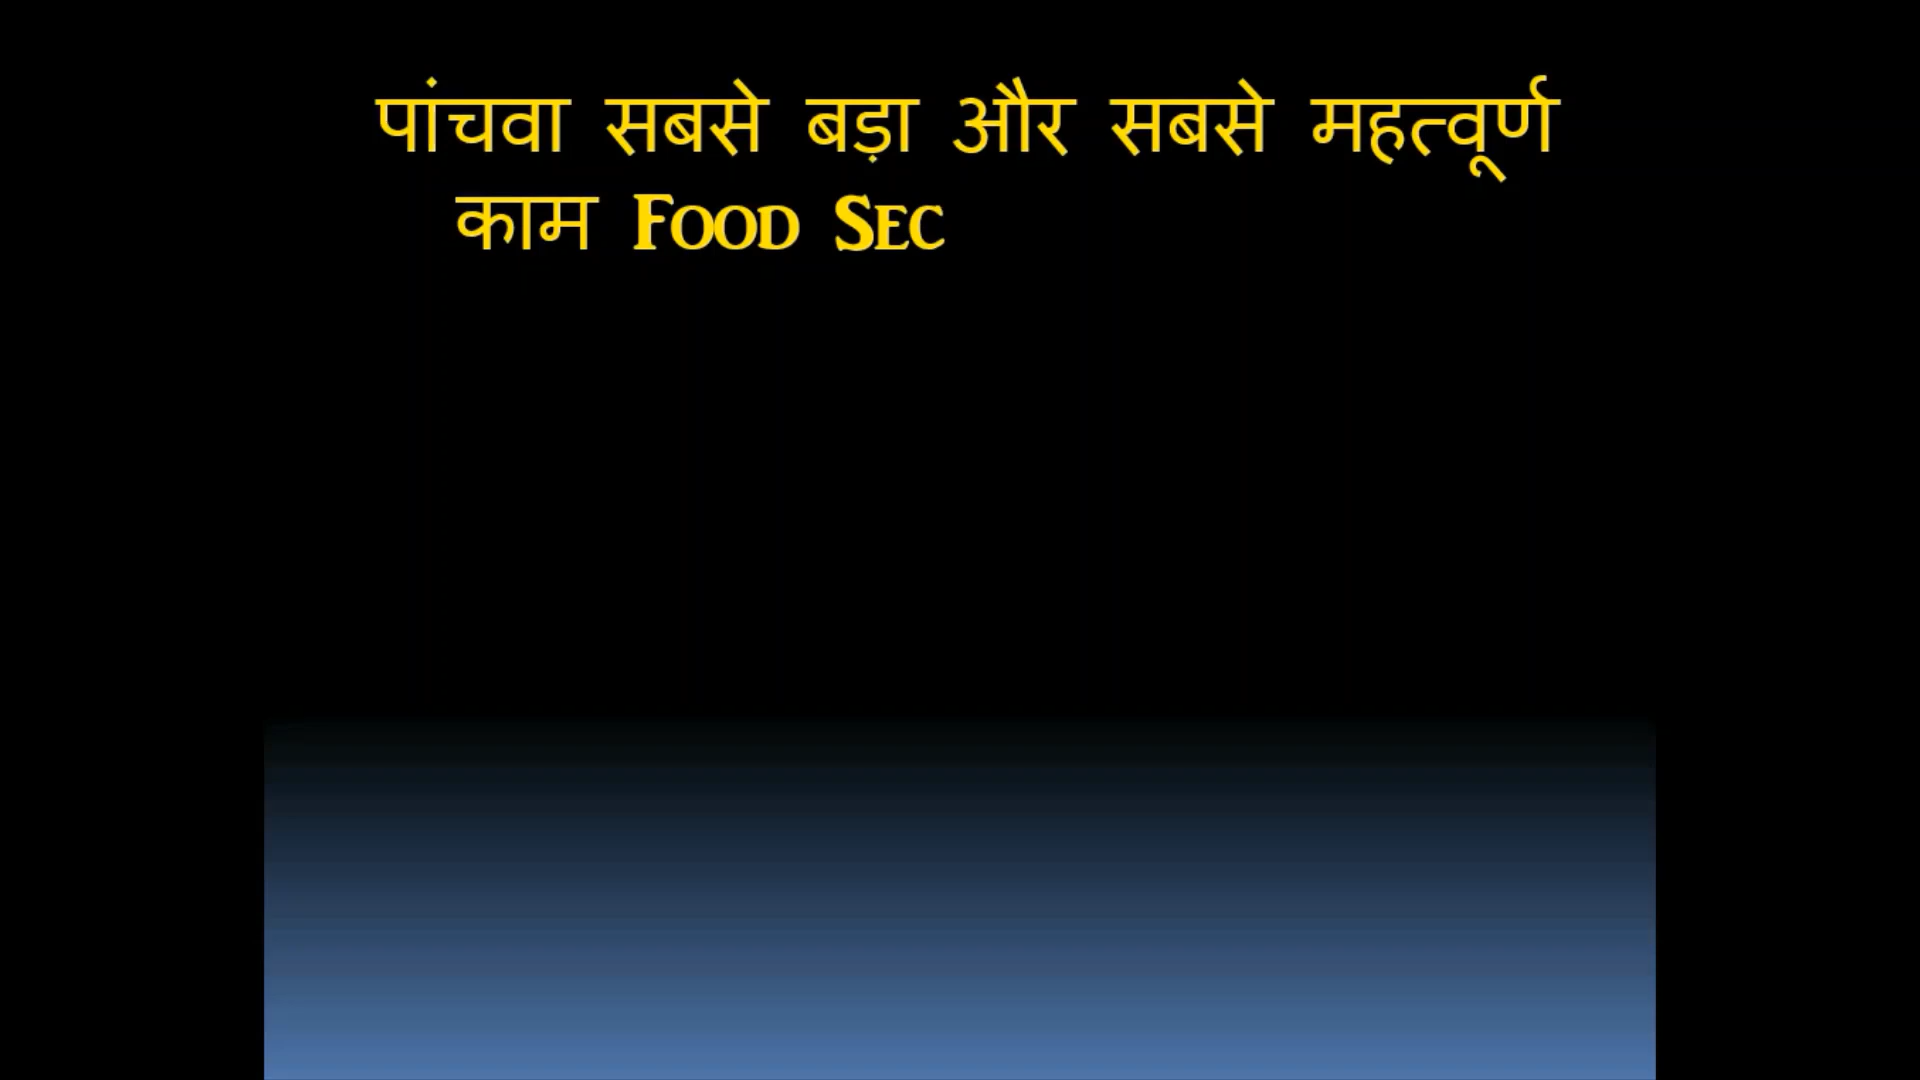 पांचवा सबसे बड़ा और सबसे महत्वूर्ण
काम Food Sec